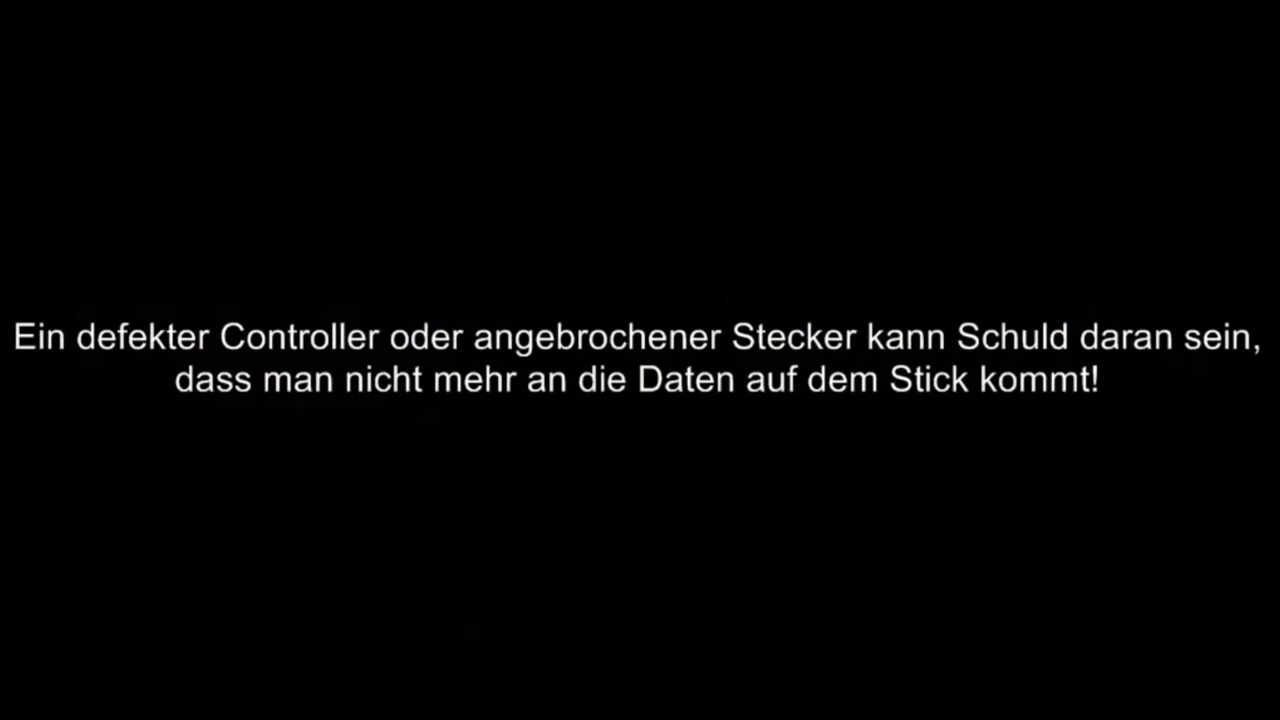 Ein defekter Controller oder angebrochener Stecker kann Schuld daran sein,
dass man nicht mehr an die Daten auf dem Stick kommt!